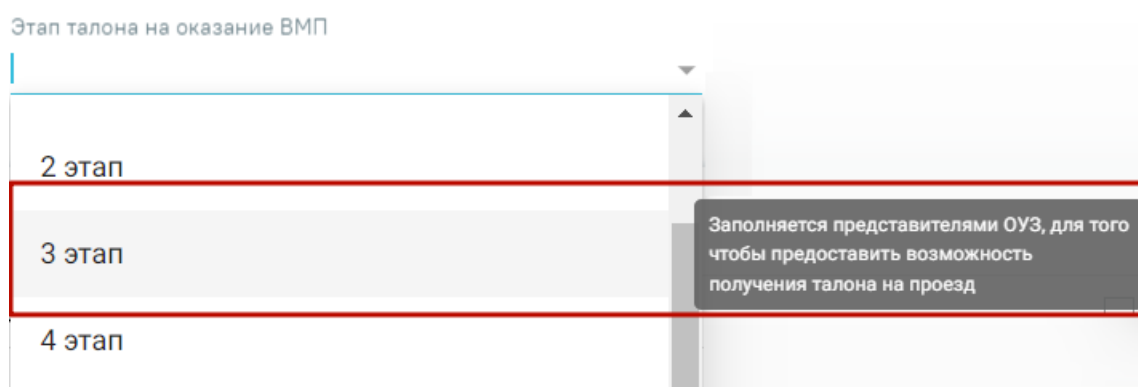 Этап талона на оказание ВМП
2 этап
3 этап
Заполняется представителями ОУЗ, для того
чтобы предоставить возможность
получения талона на проезд
4 этап